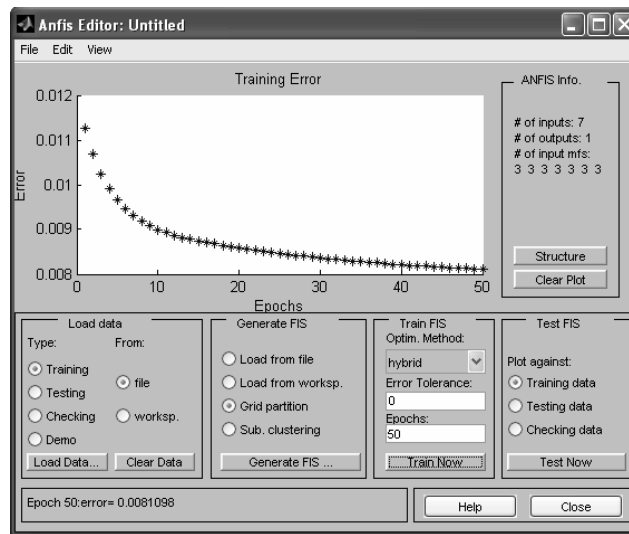 Anfis Editor: Untitled
File Edit View
Training Error
0.012
0.011
0.01
0.009
0.008
Error
0 10 20 30 40 50
Epochs
ANFIS Info.
# of inputs: 7
# of outputs: 1
# of input mfs:
3 3 3 3 3 3 3
Structure
Clear Plot
Load data
Type: From:
Training
file
Testing
Checking
worksp.
Demo
Load Data... Clear Data
Generate FIS
Load from file
Load from worksp.
Grid partition
Sub. clustering
Generate FIS ...
Train FIS
Optim. Method:
hybrid
Error Tolerance:
0
Epochs:
50
Train Now
Test FIS
Plot against:
Training data
Testing data
Checking data
Test Now
Epoch 50:error= 0.0081098
Help Close